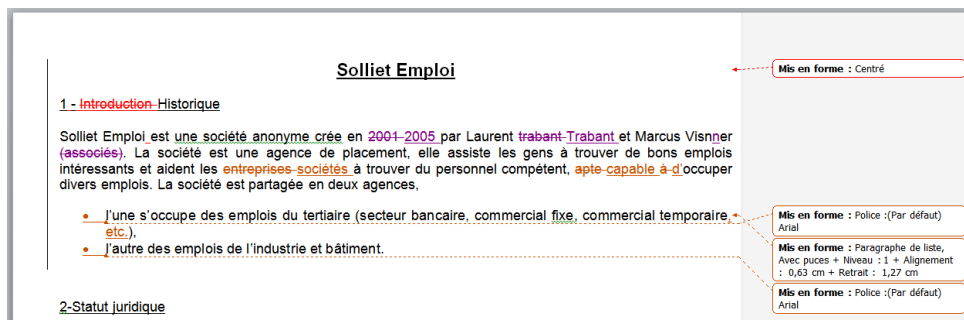 Solliet Emploi
Mis en forme : Centré
1 - Introduction Historique
Solliet Emploi est une société anonyme crée en 2001 2005 par Laurent trabant Trabant et Marcus Visnner
(associés). La société est une agence de placement, elle assiste les gens à trouver de bons emplois
intéressants et aident les entreprises sociétés à trouver du personnel compétent, apte capable à d'occuper
divers emplois. La société est partagée en deux agences,
• l'une s'occupe des emplois du tertiaire (secteur bancaire, commercial fixe, commercial temporaire,
etc.),
• l'autre des emplois de l'industrie et bâtiment.
Mis en forme : Police :(Par défaut)
Arial
Mis en forme : Paragraphe de liste,
Avec puces + Niveau : 1 + Alignement
: 0,63 cm + Retrait : 1,27 cm
Mis en forme : Police :(Par défaut)
Arial
2-Statut juridique